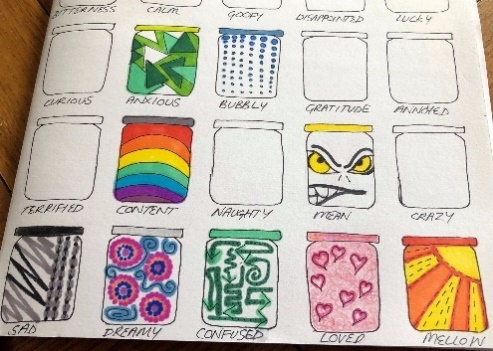 BITTERNESS CALM GOOFY DISAPPOINTED LUCKY
CURIOUS ANXIOUS BUBBLY GRATITUDE ANNOYED
TERRIFIED CONTENT NAUGHTY MEAN CRAZY
SAD DREAMY CONFUSED LOVED MELLOW